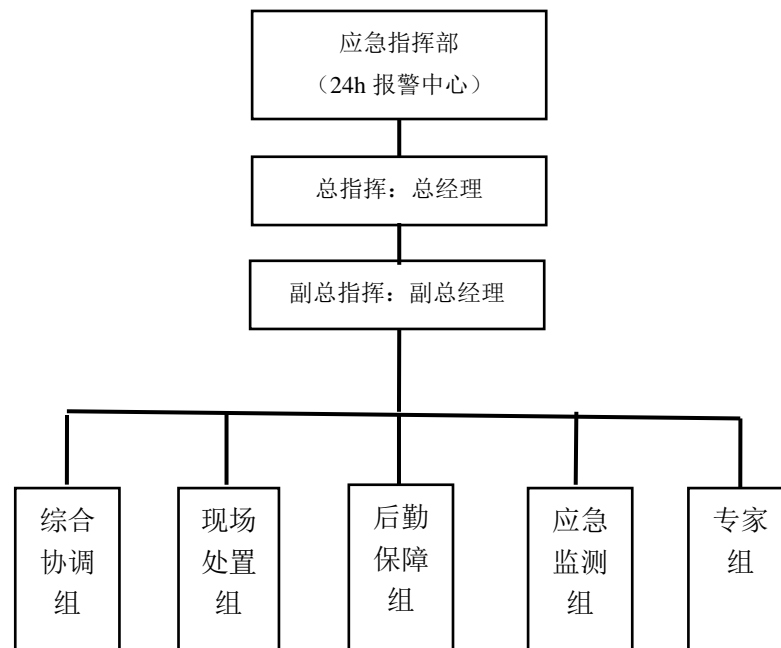 应急指挥部
（24h 报警中心）
总指挥：总经理
副总指挥：副总经理
综合
协调
组
现场
处置
组
后勤
保障
组
应急
监测
组
专家
组